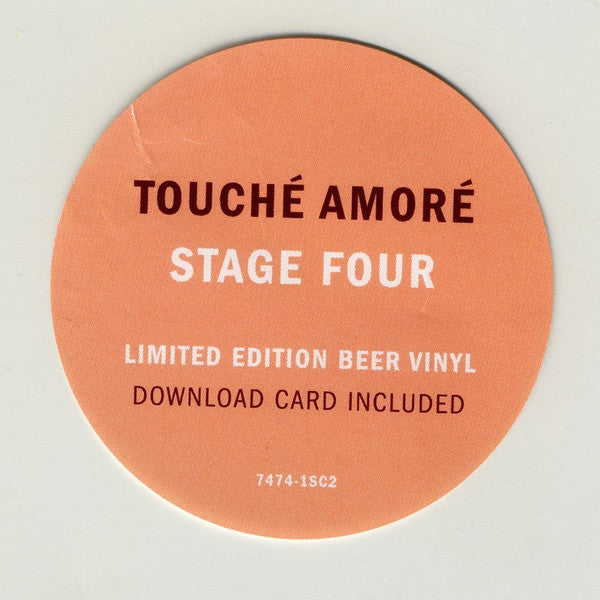 TOUCHÉ AMORÉ
STAGE FOUR
LIMITED EDITION BEER VINYL
DOWNLOAD CARD INCLUDED
7474-1SC2